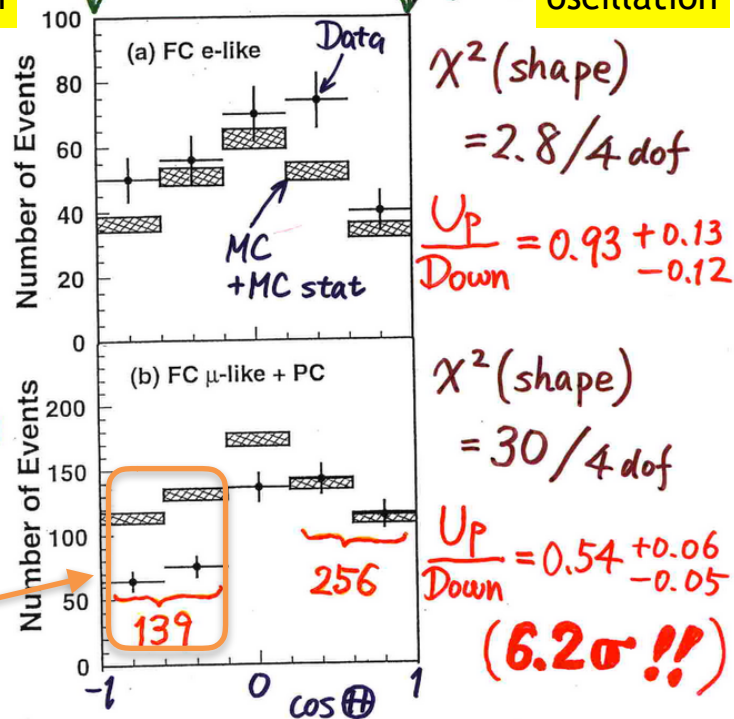 oscillation
100
80
60
40
20
0
Number of Events
(a) FC e-like
Data
MC
+MC stat
χ² (shape)
= 2.8 / 4 dof
Up
Down
= 0.93 +0.13
−0.12
200
150
100
50
0
Number of Events
(b) FC μ-like + PC
139
256
-1
0
1
cos Θ
χ² (shape)
= 30 / 4 dof
Up
Down
= 0.54 +0.06
−0.05
(6.2σ !!)